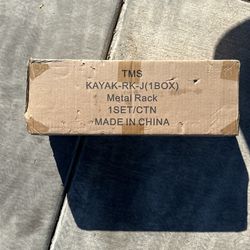 TMS
KAYAK-RK-J(1BOX)
Metal Rack
1SET/CTN
MADE IN CHINA